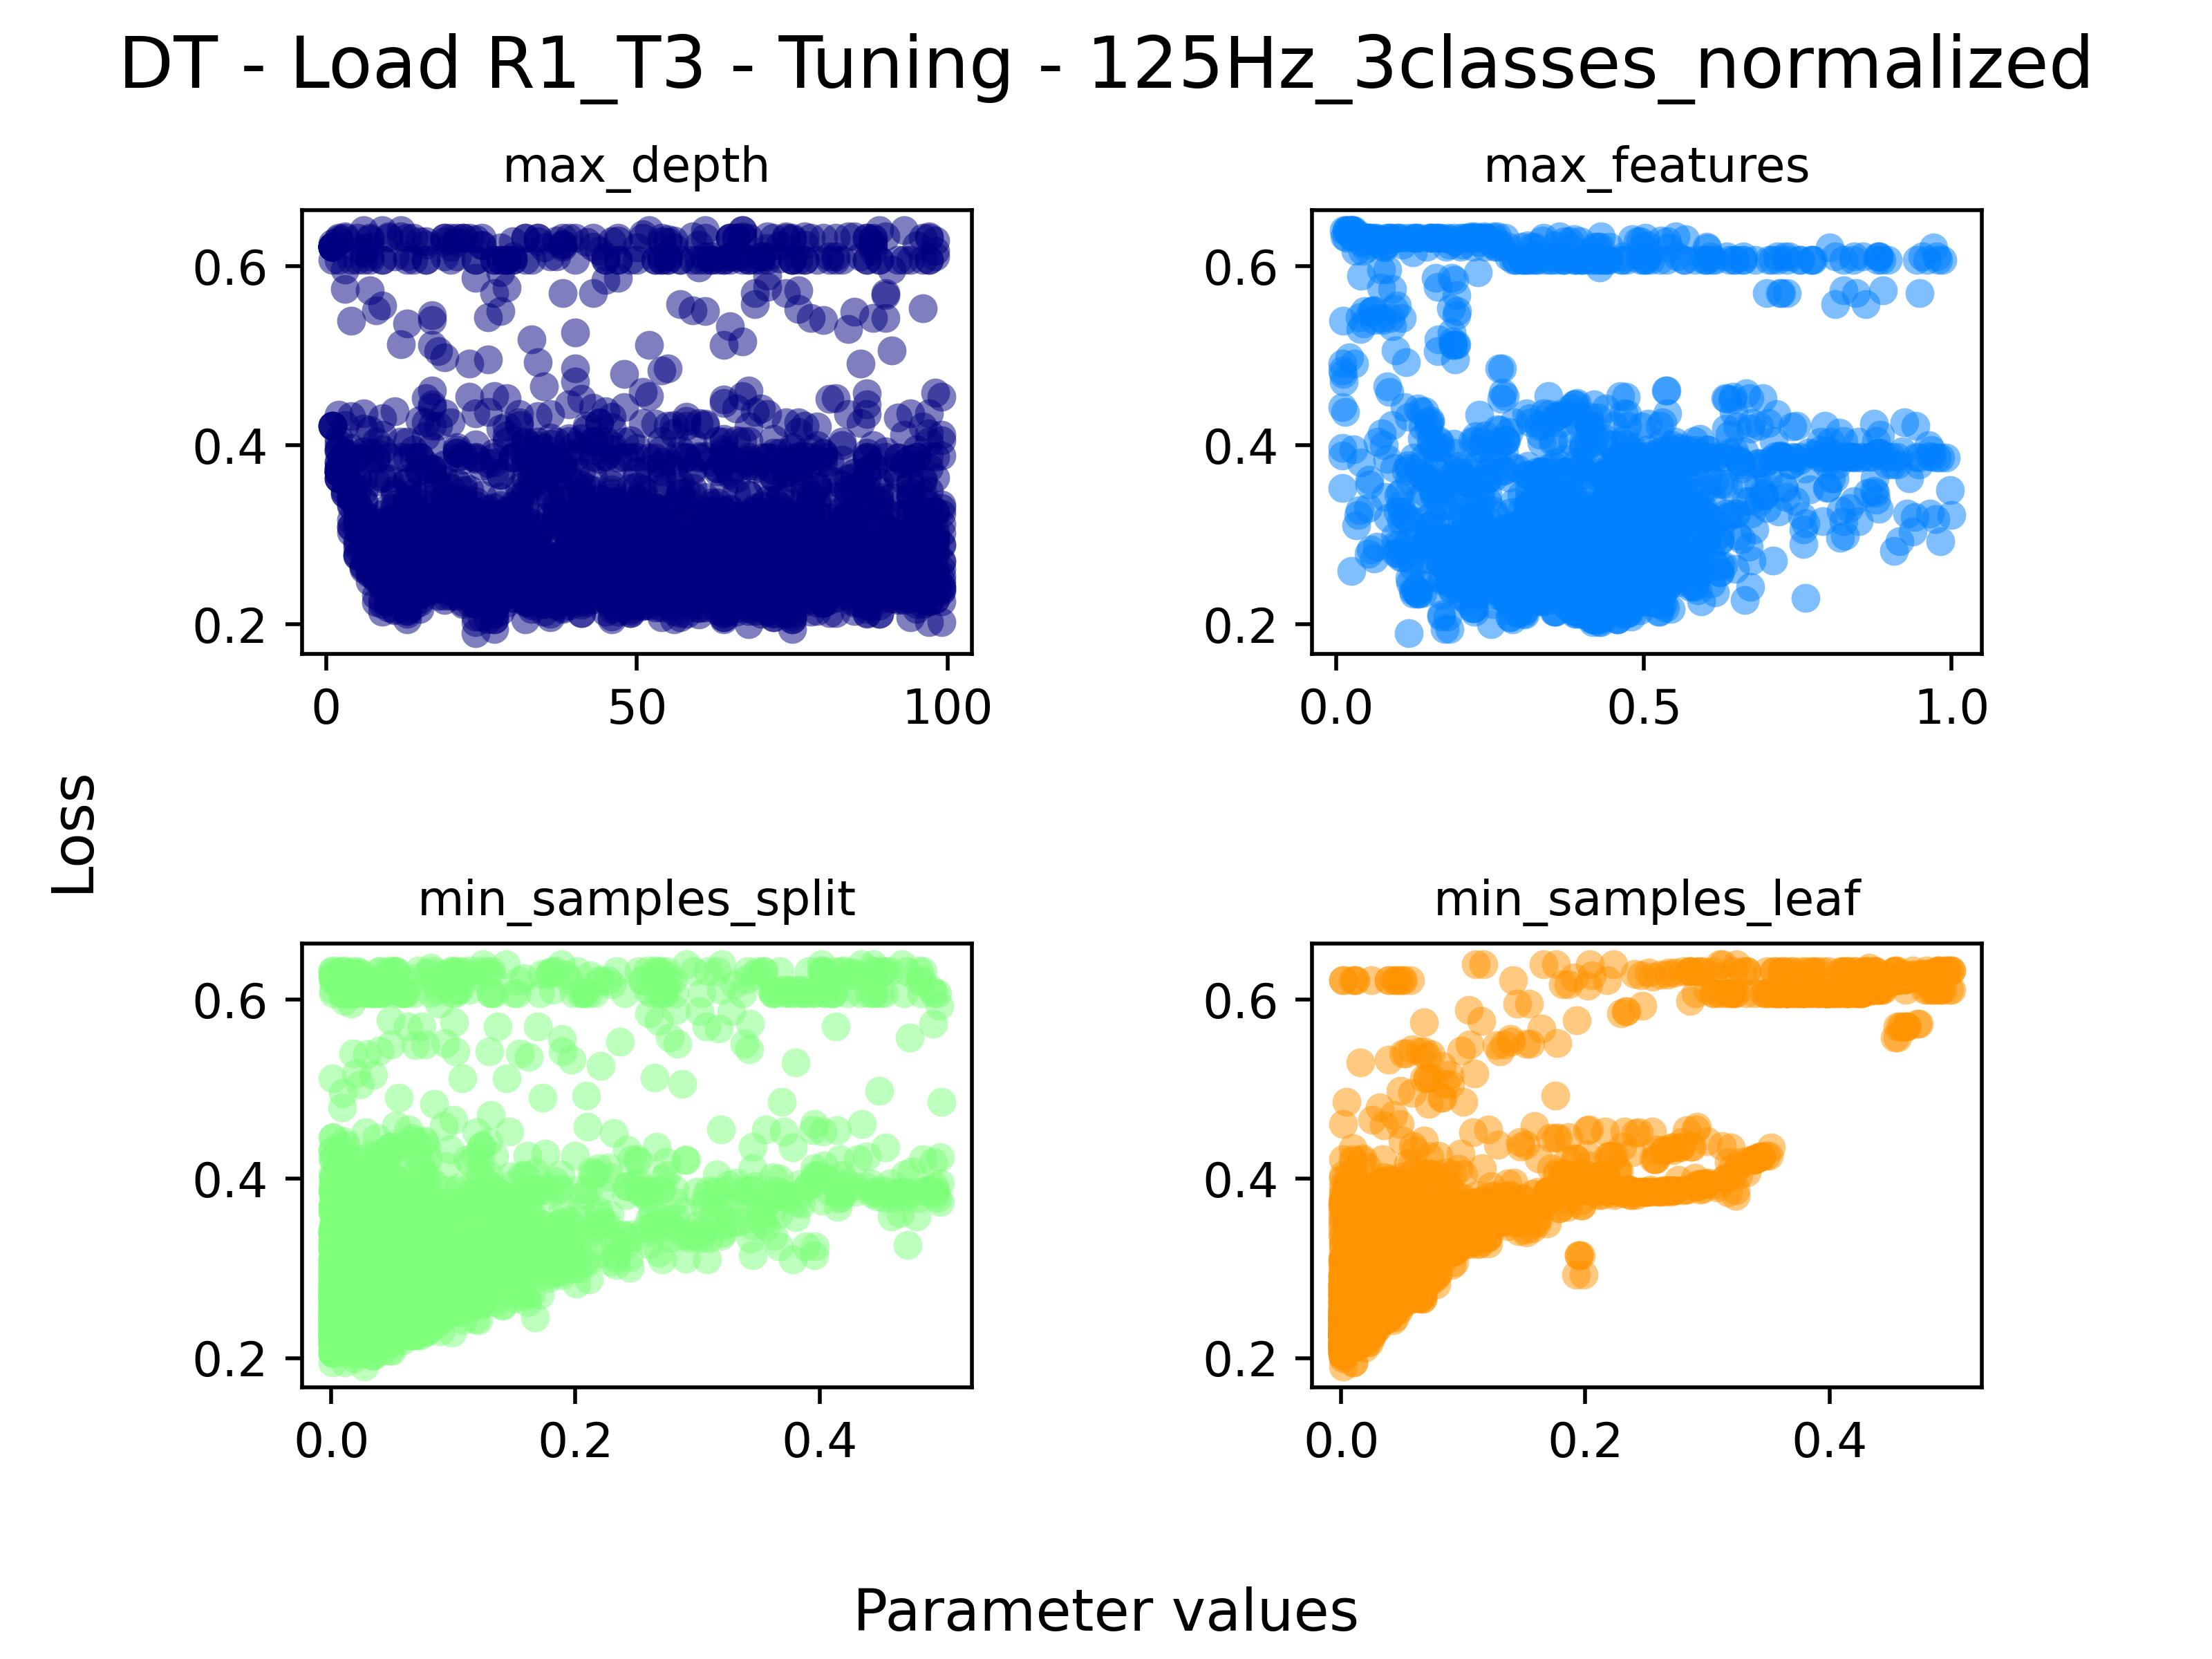 DT - Load R1_T3 - Tuning - 125Hz_3classes_normalized
max_depth
max_features
0.6
0.4
0.2
0 50 100
0.6
0.4
0.2
0.0 0.5 1.0
Loss
min_samples_split
min_samples_leaf
0.6
0.4
0.2
0.0 0.2 0.4
0.6
0.4
0.2
0.0 0.2 0.4
Parameter values